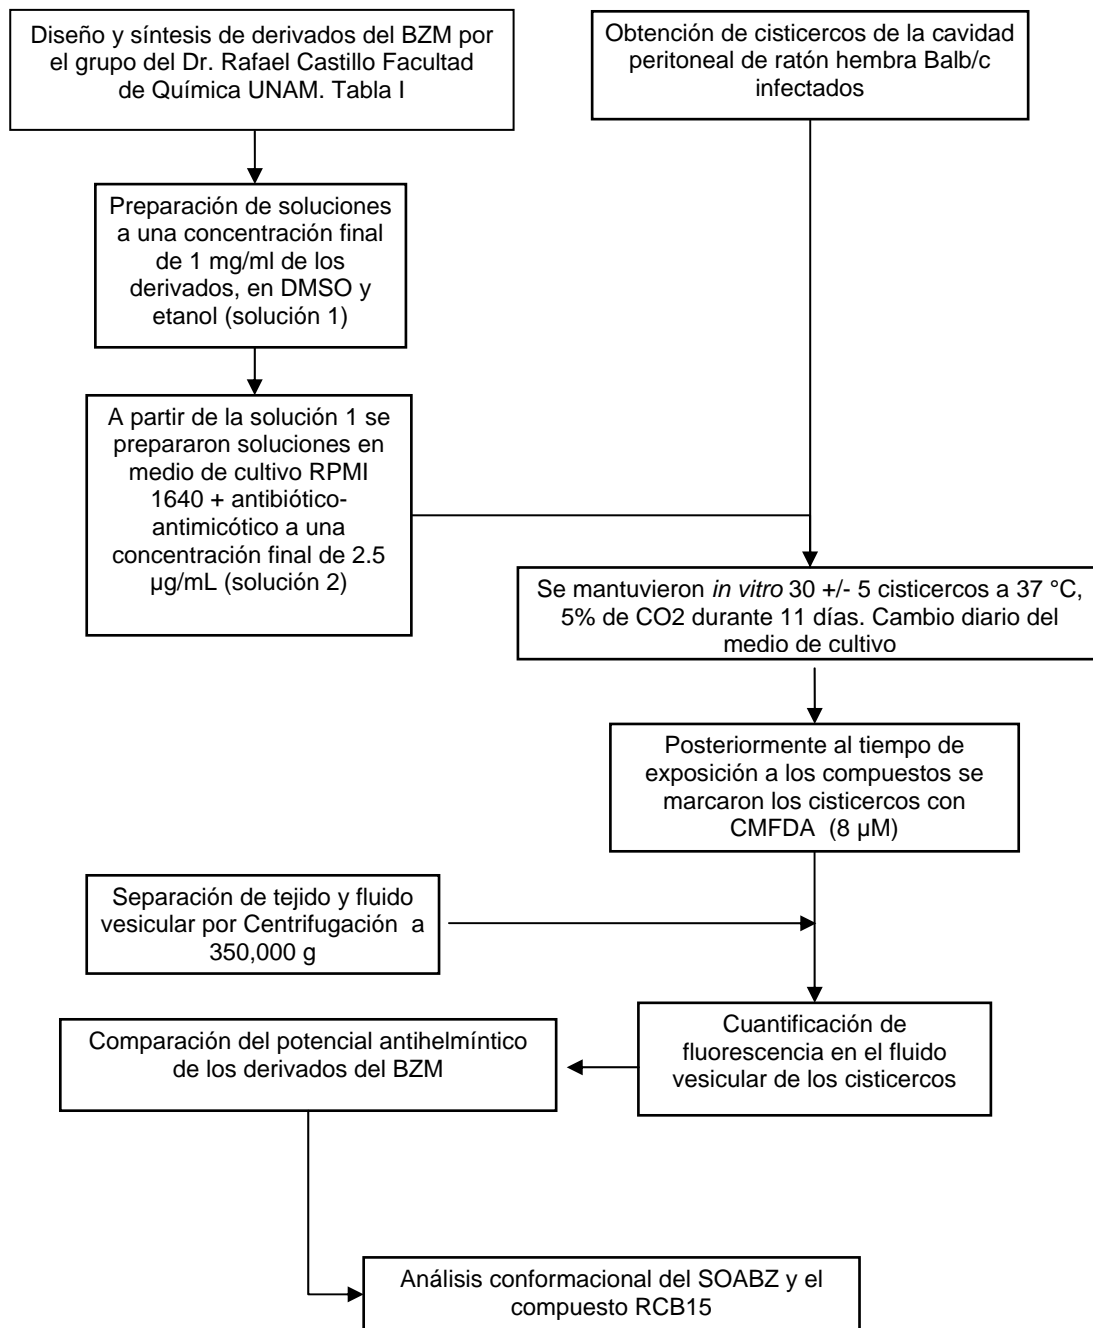 Diseño y síntesis de derivados del BZM por
el grupo del Dr. Rafael Castillo Facultad
de Química UNAM. Tabla I
Obtención de cisticercos de la cavidad
peritoneal de ratón hembra Balb/c
infectados
Preparación de soluciones
a una concentración final
de 1 mg/ml de los
derivados, en DMSO y
etanol (solución 1)
A partir de la solución 1 se
prepararon soluciones en
medio de cultivo RPMI
1640 + antibiótico-
antimicótico a una
concentración final de 2.5
µg/mL (solución 2)
Se mantuvieron in vitro 30 +/- 5 cisticercos a 37 °C,
5% de CO2 durante 11 días. Cambio diario del
medio de cultivo
Posteriormente al tiempo de
exposición a los compuestos se
marcaron los cisticercos con
CMFDA (8 µM)
Separación de tejido y fluido
vesicular por Centrifugación a
350,000 g
Cuantificación de
fluorescencia en el fluido
vesicular de los cisticercos
Comparación del potencial antihelmíntico
de los derivados del BZM
Análisis conformacional del SOABZ y el
compuesto RCB15